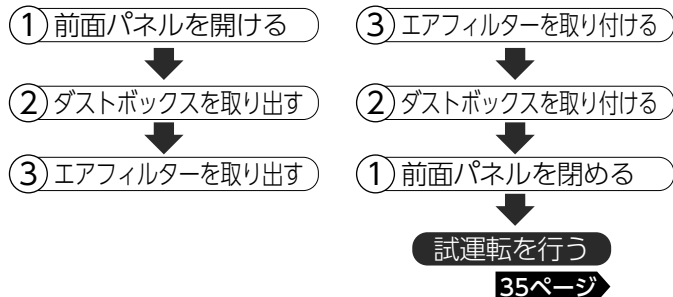 ① 前面パネルを開ける
② ダストボックスを取り出す
③ エアフィルターを取り出す
③ エアフィルターを取り付ける
② ダストボックスを取り付ける
① 前面パネルを閉める
試運転を行う
35ページ